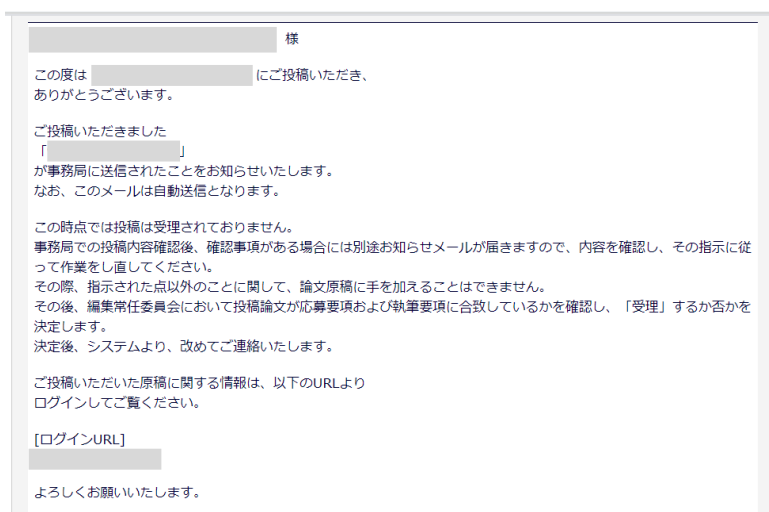 様
この度は にご投稿いただき、
ありがとうございます。
ご投稿いただきました
「 」
が事務局に送信されたことをお知らせいたします。
なお、このメールは自動送信となります。
この時点では投稿は受理されておりません。
事務局での投稿内容確認後、確認事項がある場合には別途お知らせメールが届きますので、内容を確認し、その指示に従
って作業をし直してください。
その際、指示された点以外のことに関して、論文原稿に手を加えることはできません。
その後、編集常任委員会において投稿論文が応募要項および執筆要項に合致しているかを確認し、「受理」するか否かを
決定します。
決定後、システムより、改めてご連絡いたします。
ご投稿いただいた原稿に関する情報は、以下のURLより
ログインしてご覧ください。
[ログインURL]
よろしくお願いいたします。